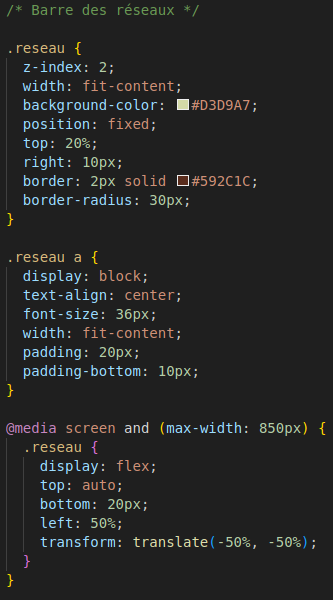 /* Barre des réseaux */

.reseau {
  z-index: 2;
  width: fit-content;
  background-color: #D3D9A7;
  position: fixed;
  top: 20%;
  right: 10px;
  border: 2px solid #592C1C;
  border-radius: 30px;
}

.reseau a {
  display: block;
  text-align: center;
  font-size: 36px;
  width: fit-content;
  padding: 20px;
  padding-bottom: 10px;
}

@media screen and (max-width: 850px) {
  .reseau {
    display: flex;
    top: auto;
    bottom: 20px;
    left: 50%;
    transform: translate(-50%, -50%);
  }
}